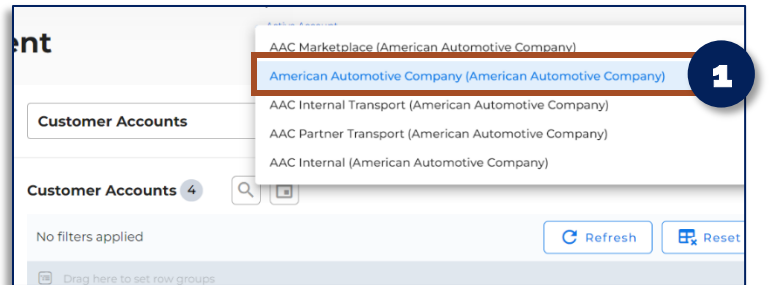 Active Account
ent
AAC Marketplace (American Automotive Company)
American Automotive Company (American Automotive Company)
1
AAC Internal Transport (American Automotive Company)
Customer Accounts
AAC Partner Transport (American Automotive Company)
AAC Internal (American Automotive Company)
Customer Accounts 4
No filters applied
Refresh
Reset
Drag here to set row groups